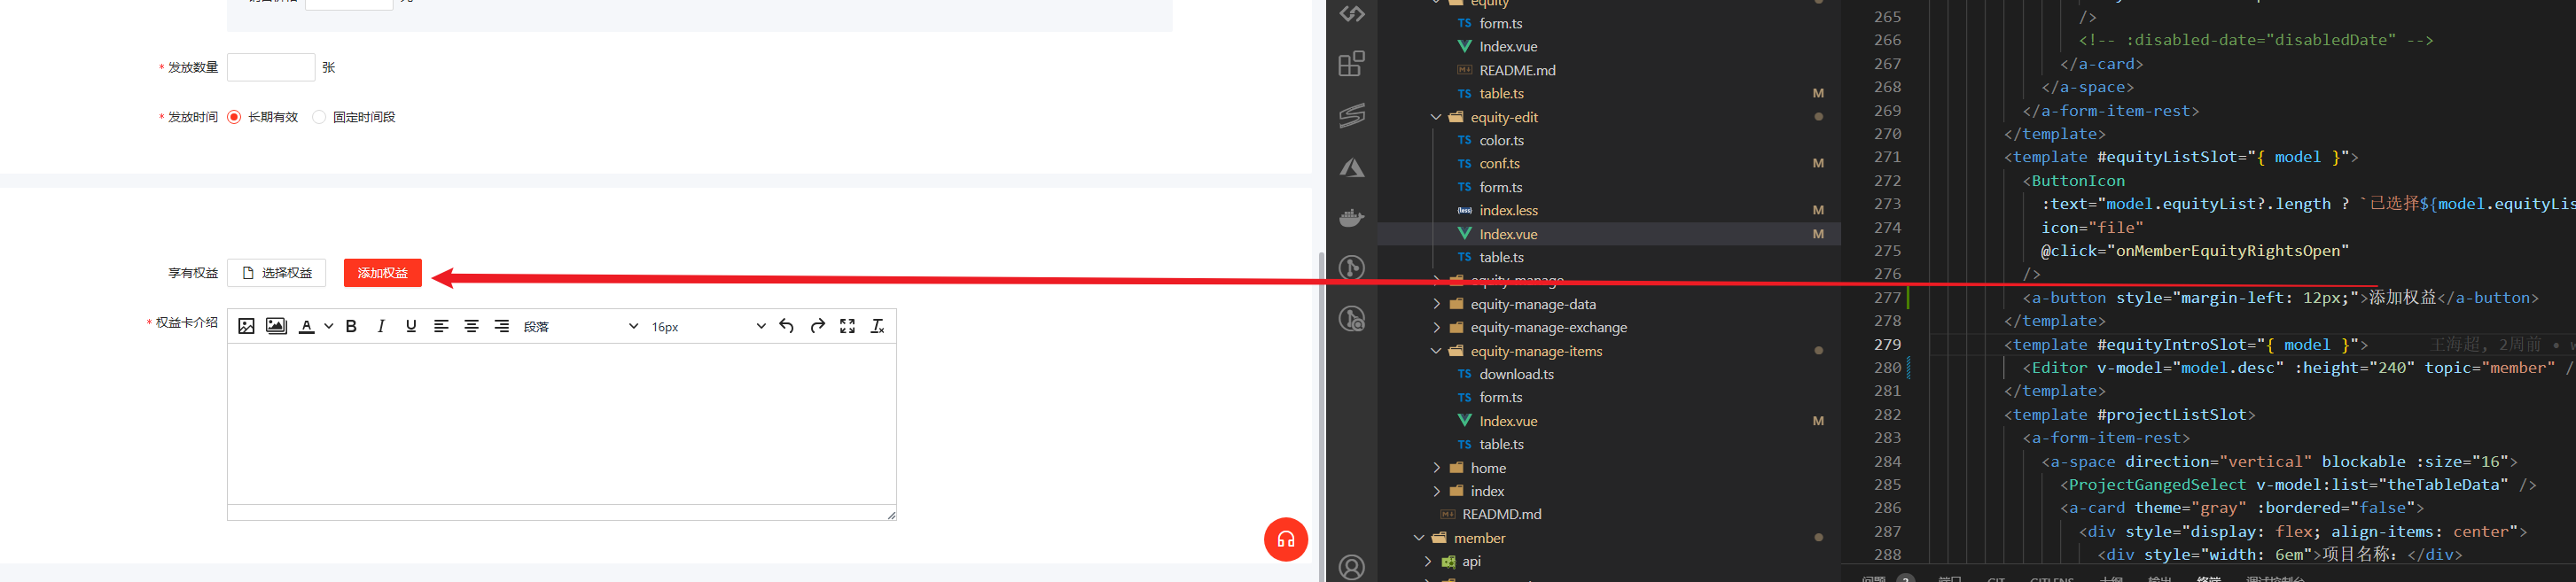 * 发放数量 张
* 发放时间 长期有效 固定时间段
享有权益 选择权益 添加权益
* 权益卡介绍 A B I U 段落 16px
equity
TS form.ts
Index.vue
README.md
TS table.ts M
equity-edit
TS color.ts
TS conf.ts M
TS form.ts
index.less M
Index.vue M
TS table.ts
equity-manage
equity-manage-data
equity-manage-exchange
equity-manage-items
TS download.ts
TS form.ts
Index.vue M
TS table.ts
home
index
READMD.md
member
api
265 />
266 <!-- :disabled-date="disabledDate" -->
267 </a-card>
268 </a-space>
269 </a-form-item-rest>
270 </template>
271 <template #equityListSlot="{ model }">
272 <ButtonIcon
273 :text="model.equityList?.length ? `已选择${model.equityLis
274 icon="file"
275 @click="onMemberEquityRightsOpen"
276 />
277 <a-button style="margin-left: 12px;">添加权益</a-button>
278 </template>
279 <template #equityIntroSlot="{ model }"> 王海超, 2周前 •
280 <Editor v-model="model.desc" :height="240" topic="member" /
281 </template>
282 <template #projectListSlot>
283 <a-form-item-rest>
284 <a-space direction="vertical" blockable :size="16">
285 <ProjectGangedSelect v-model:list="theTableData" />
286 <a-card theme="gray" :bordered="false">
287 <div style="display: flex; align-items: center">
288 <div style="width: 6em">项目名称：</div>